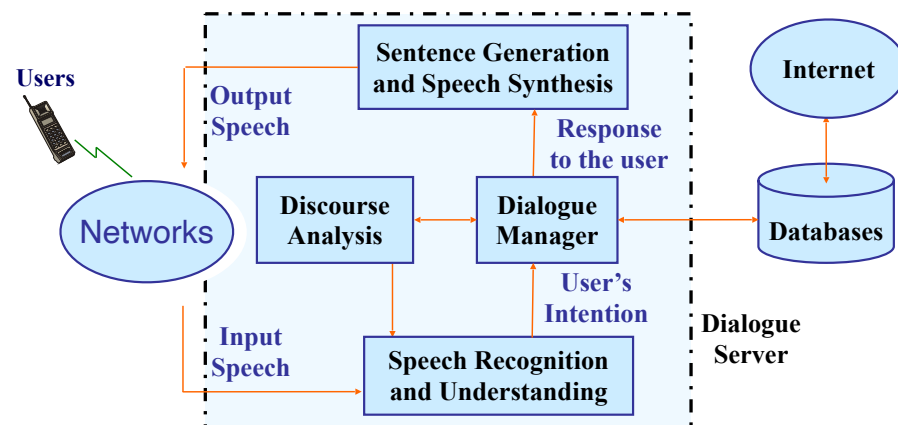 Sentence Generation
and Speech Synthesis
Internet
Users
Output
Speech
Response
to the user
Discourse
Analysis
Dialogue
Manager
Networks
Databases
User's
Intention
Input
Speech
Dialogue
Server
Speech Recognition
and Understanding